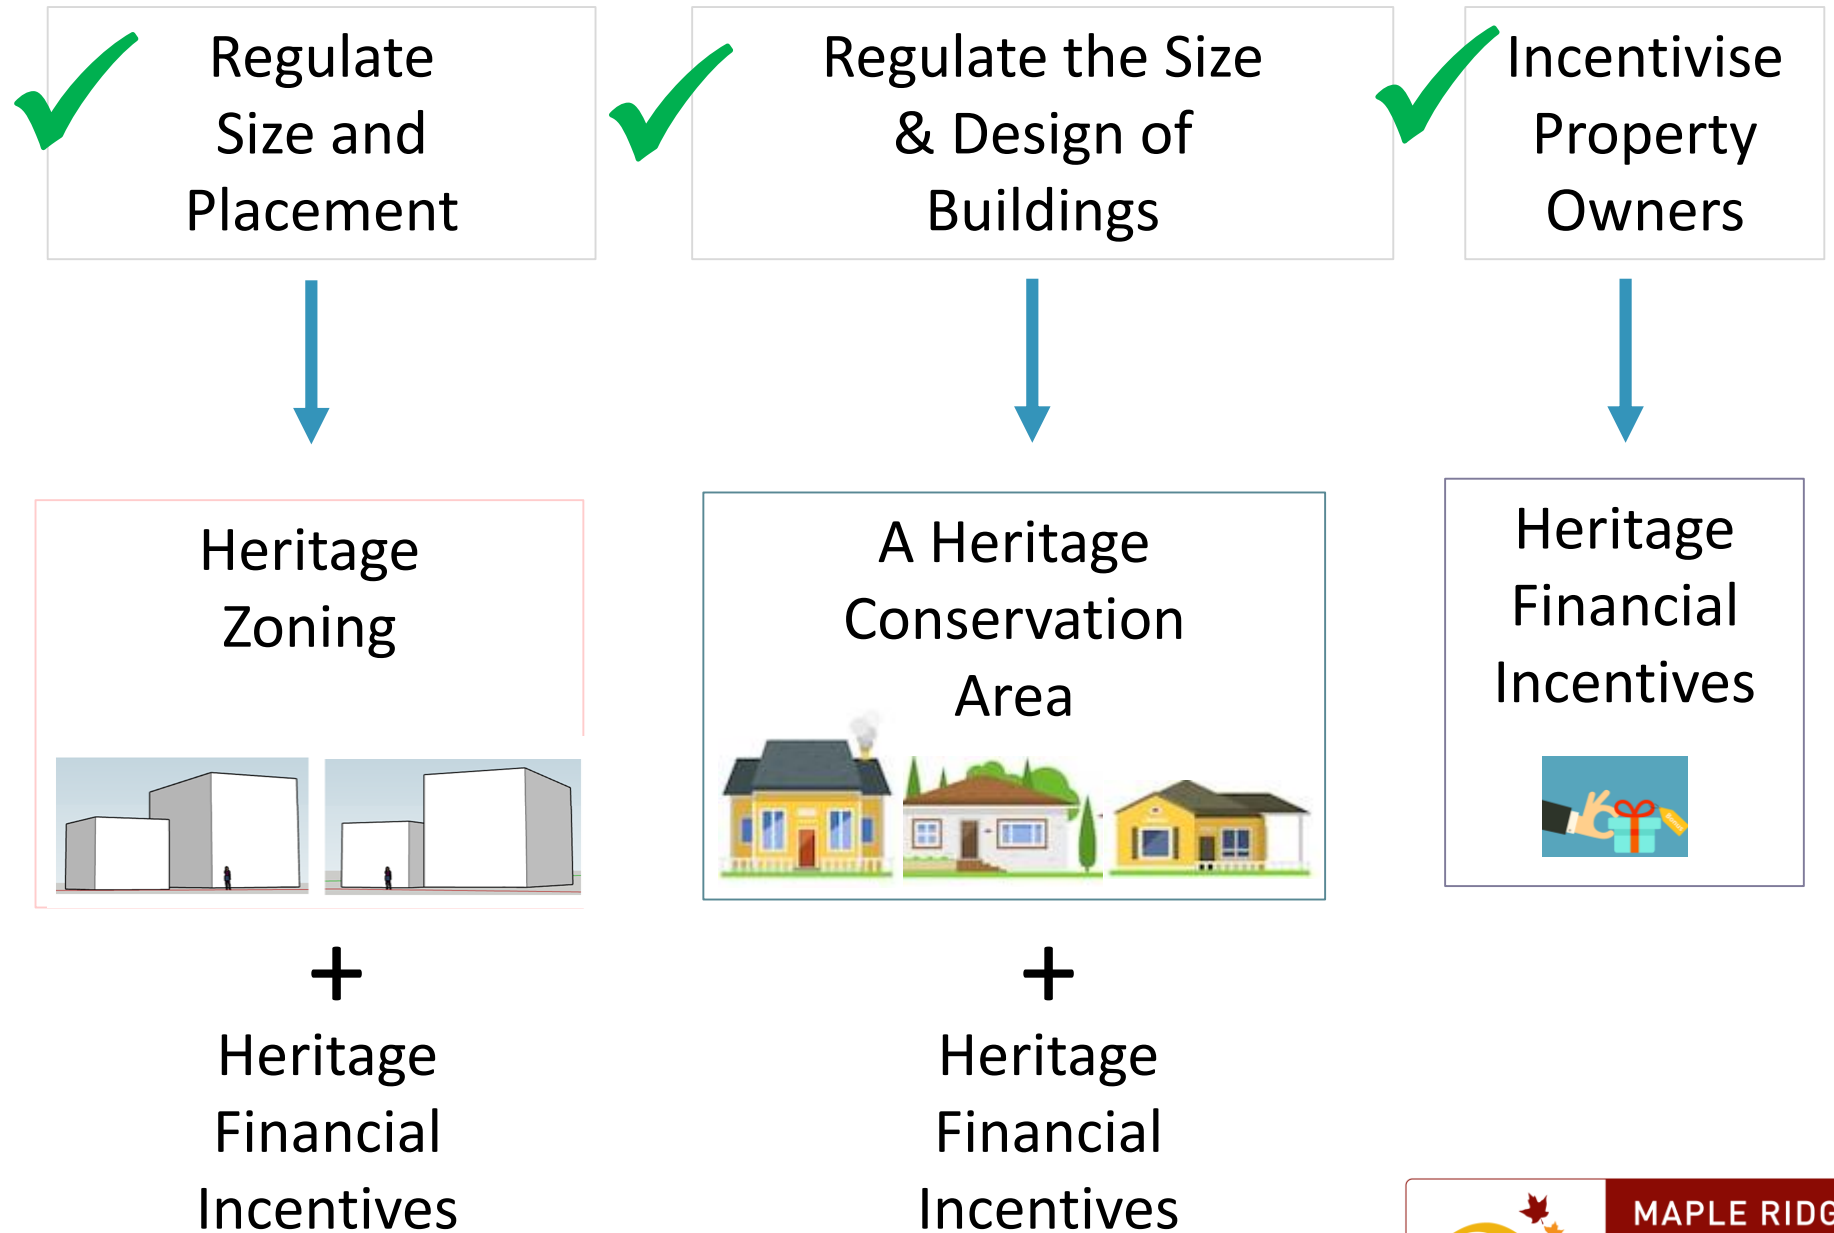 Regulate
Size and
Placement
Regulate the Size
& Design of
Buildings
Incentivise
Property
Owners
Heritage
Zoning
A Heritage
Conservation
Area
Heritage
Financial
Incentives
+
Heritage
Financial
Incentives
+
Heritage
Financial
Incentives
MAPLE RIDG